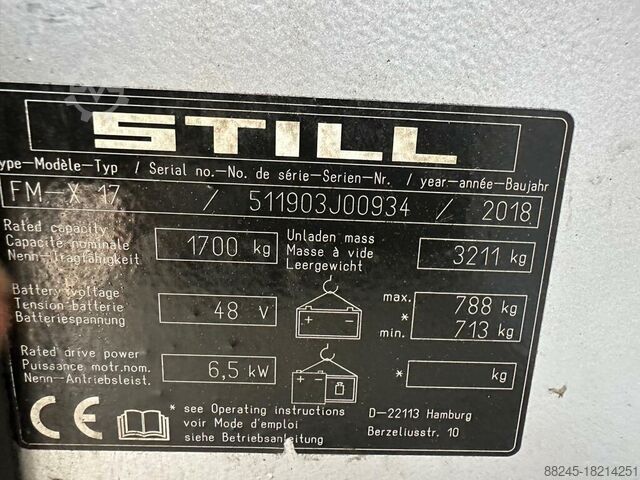 STILL
ype-Modèle-Typ / Serial no.-No. de série-Serien-Nr. / year-année-Baujahr
FM-X 17 / 511903J00934 / 2018
Rated capacity
Capacité nominale
Nenn-Tragfähigkeit
1700 kg
Unladen mass
Masse à vide
Leergewicht
3211 kg
Battery voltage
Tension batterie
Batteriespannung
48 V
max. 788 kg
*
min. 713 kg
Rated drive power
Puissance motr.nom.
Nenn-Antriebsleist.
6,5 kW
* kg
CE
* see Operating instructions
voir Mode d'emploi
siehe Betriebsanleitung
D-22113 Hamburg
Berzeliusstr. 10
88245-18214251